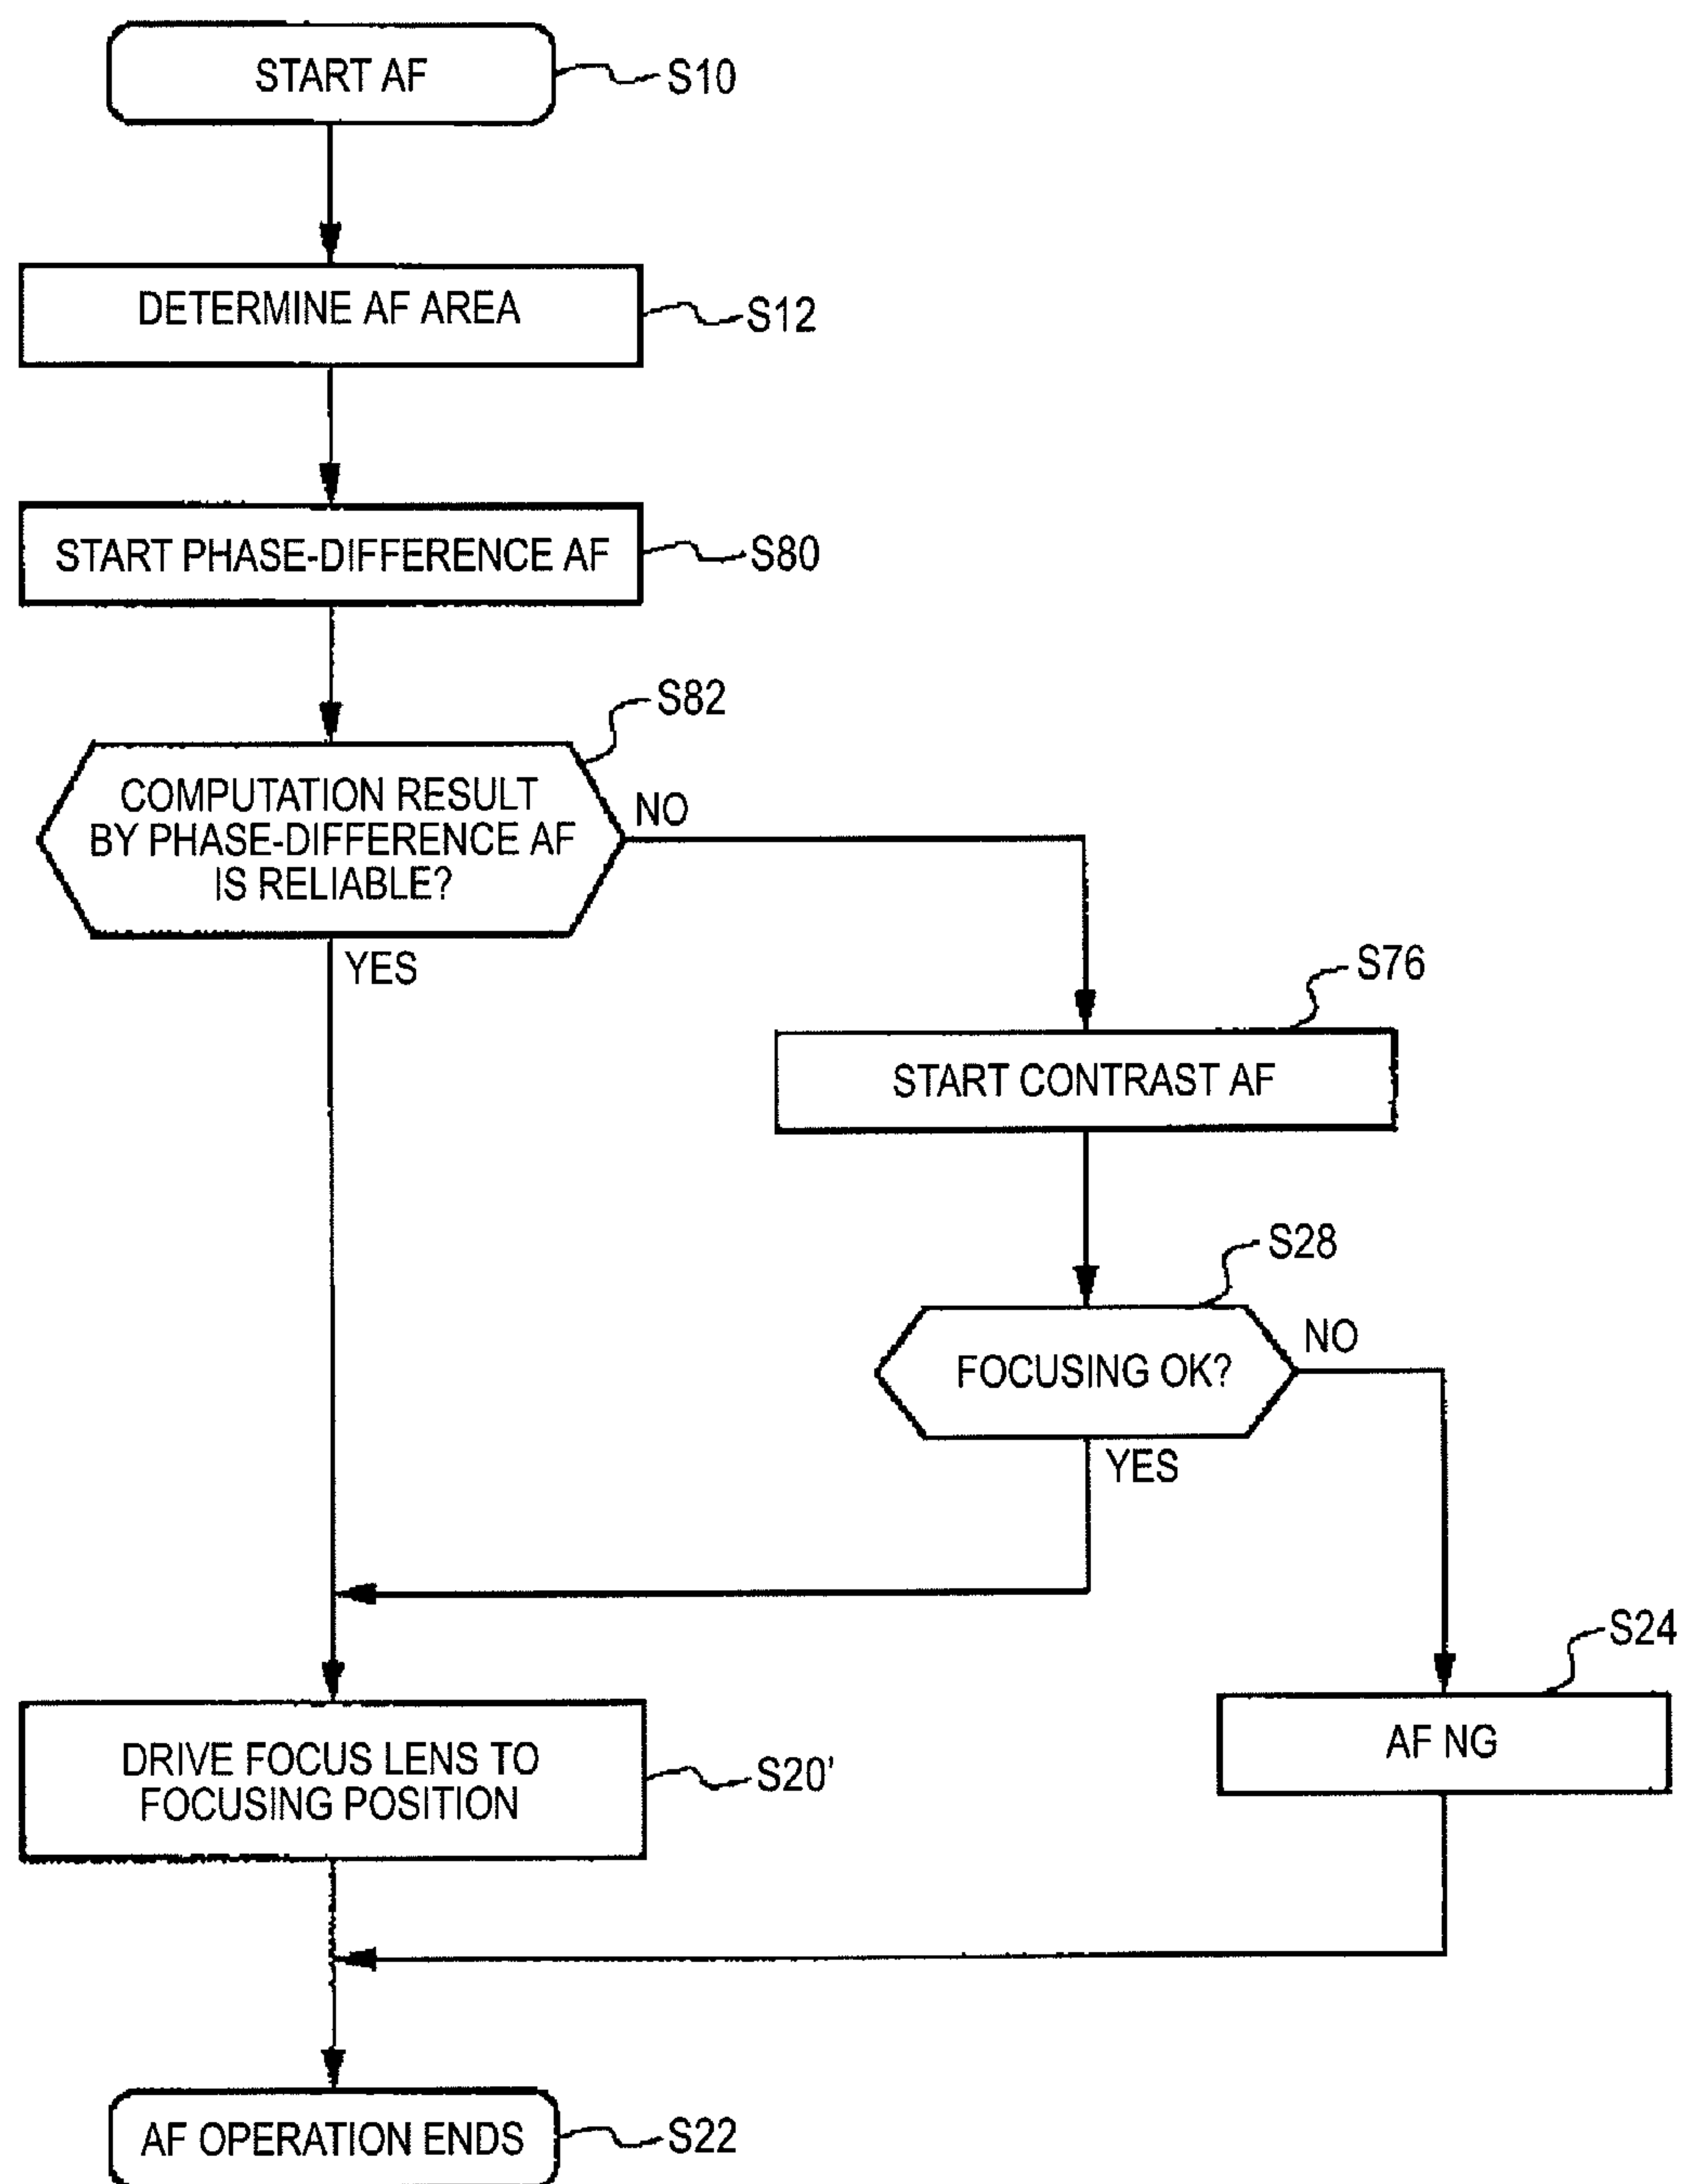 START AF
S10
DETERMINE AF AREA
S12
START PHASE-DIFFERENCE AF
S80
S82
COMPUTATION RESULT
BY PHASE-DIFFERENCE AF
IS RELIABLE?
NO
YES
S76
START CONTRAST AF
S28
FOCUSING OK?
NO
YES
S24
AF NG
DRIVE FOCUS LENS TO
FOCUSING POSITION
S20'
AF OPERATION ENDS
S22